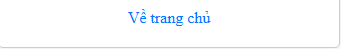 Về trang chủ